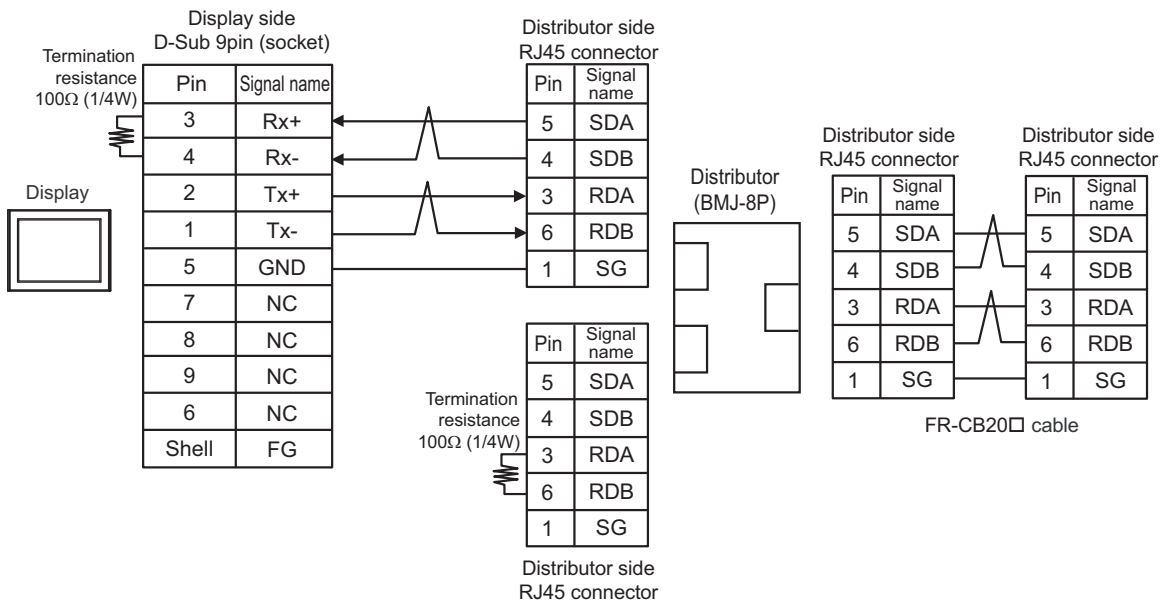 Display side
D-Sub 9pin (socket)
Termination
resistance
100Ω (1/4W)
Pin Signal name
3 Rx+
4 Rx-
2 Tx+
1 Tx-
5 GND
7 NC
8 NC
9 NC
6 NC
Shell FG
Display
Distributor side
RJ45 connector
Pin Signal name
5 SDA
4 SDB
3 RDA
6 RDB
1 SG
Pin Signal name
5 SDA
4 SDB
3 RDA
6 RDB
1 SG
Termination
resistance
100Ω (1/4W)
Distributor side
RJ45 connector
Distributor
(BMJ-8P)
Distributor side
RJ45 connector
Pin Signal name
5 SDA
4 SDB
3 RDA
6 RDB
1 SG
Distributor side
RJ45 connector
Pin Signal name
5 SDA
4 SDB
3 RDA
6 RDB
1 SG
FR-CB20□ cable